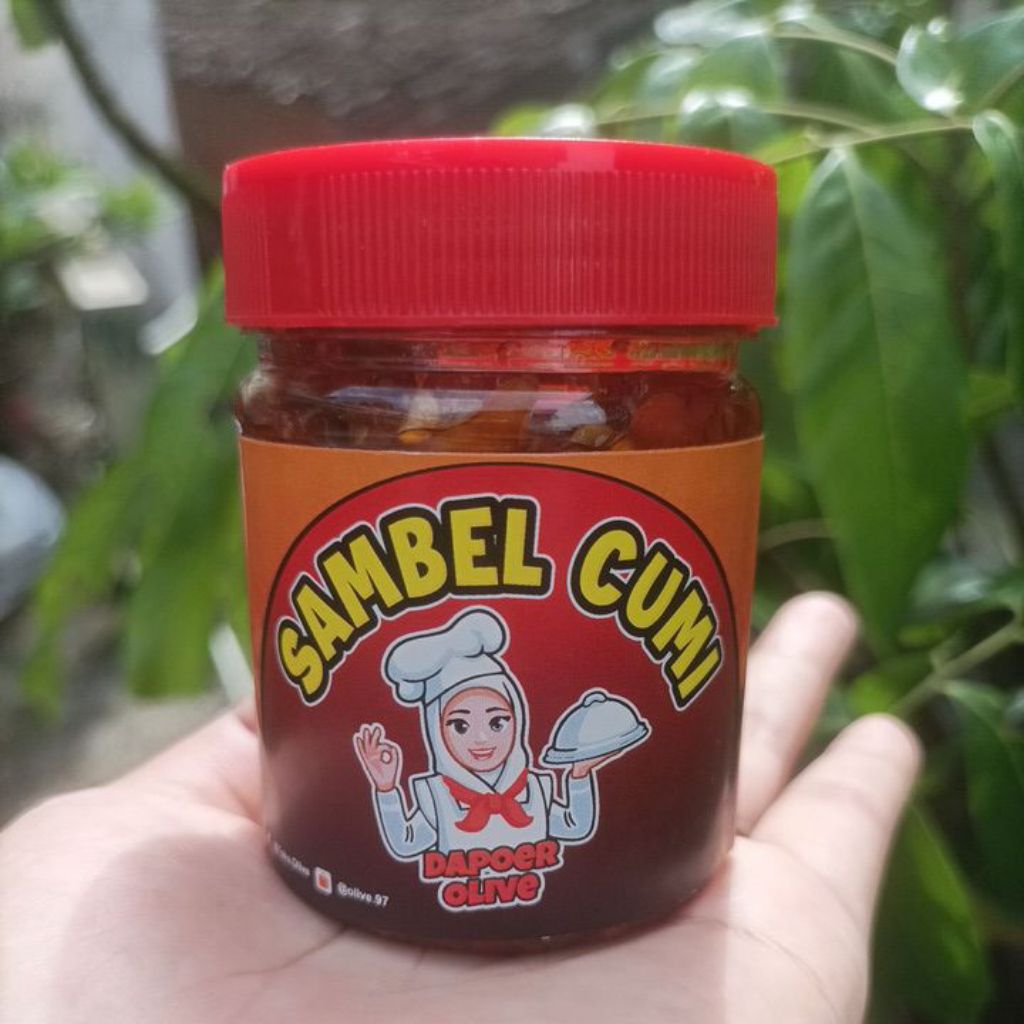 SAMBEL CUMI
DAPOER
OLIVE
@olive.97